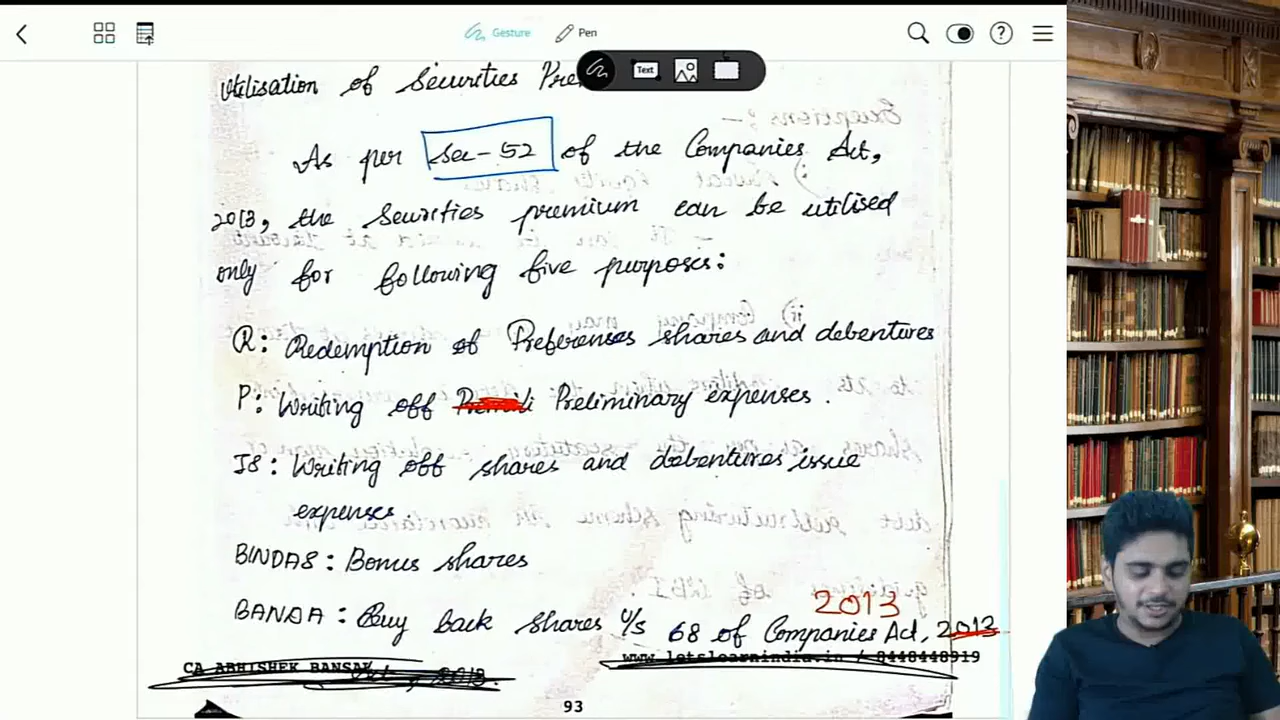 Gesture
Pen
Text
Utilisation of Securities
As per Sec-52 of the Companies Act,
2013, the Securities premium can be utilised
only for following five purposes:
R: Redemption of Preferenses shares and debentures
P: Writing off Preliminary expenses.
IS: Writing off shares and debentures issue
expenses
BINDAS: Bonus shares
2013
BANDA: Buy back shares u/s 68 of Companies Act, 2013
CA ABHISHEK BANSAL
www.letslearnindia.in / 8448448919
93